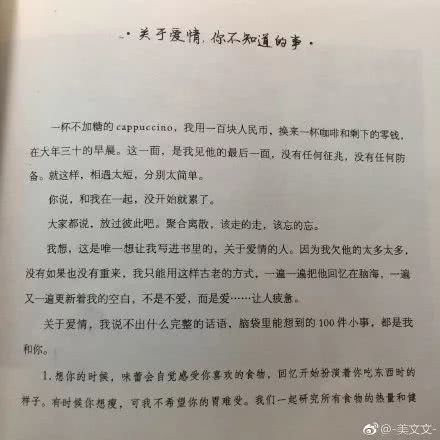 ·关于爱情,你不知道的事·
一杯不加糖的 cappuccino,我用一百块人民币,换来一杯咖啡和剩下的零钱,
在大年三十的早晨。这一面,是我见他的最后一面,没有任何征兆,没有任何防
备。就这样,相遇太短,分别太简单。
你说,和我在一起,没开始就累了。
大家都说,放过彼此吧。聚合离散,该走的走,该忘的忘。
我想,这是唯一想让我写进书里的,关于爱情的人。因为我欠他的太多太多,
没有如果也没有重来,我只能用这样古老的方式,一遍一遍把他回忆在脑海,一遍
又一遍更新着我的空白,不是不爱,而是爱……让人疲惫。
关于爱情,我说不出什么完整的话语,脑袋里能想到的 100 件小事,都是我
和你。
1. 想你的时候,味蕾会自觉感受你喜欢的食物,回忆开始扮演着你吃东西时的
样子。有时候你想瘦,可我不希望你的胃难受。我们一起研究所有食物的热量和健
@-美文文-